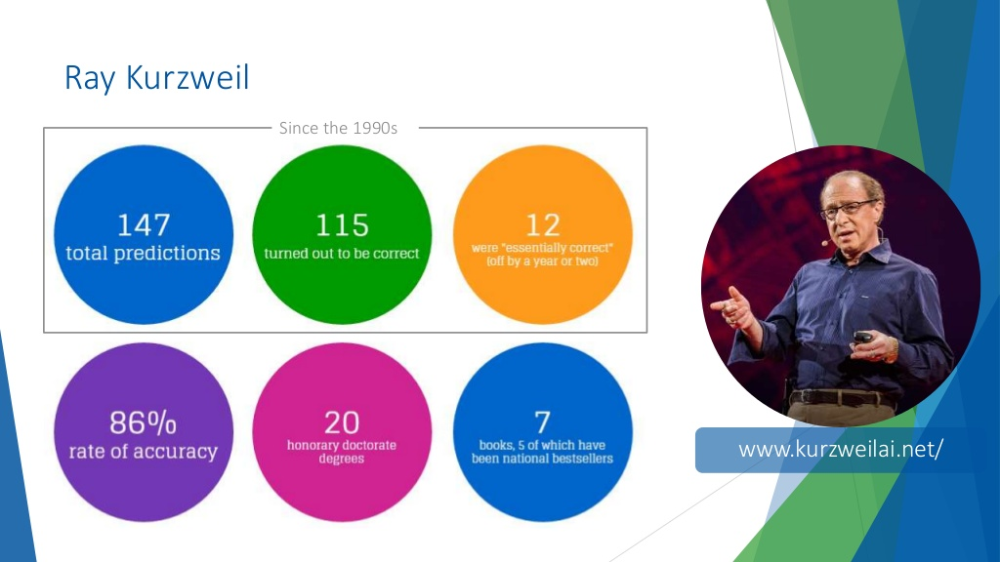 Ray Kurzweil
Since the 1990s
147
total predictions
115
turned out to be correct
12
were "essentially correct"
(off by a year or two)
86%
rate of accuracy
20
honorary doctorate
degrees
7
books, 5 of which have
been national bestsellers
www.kurzweilai.net/